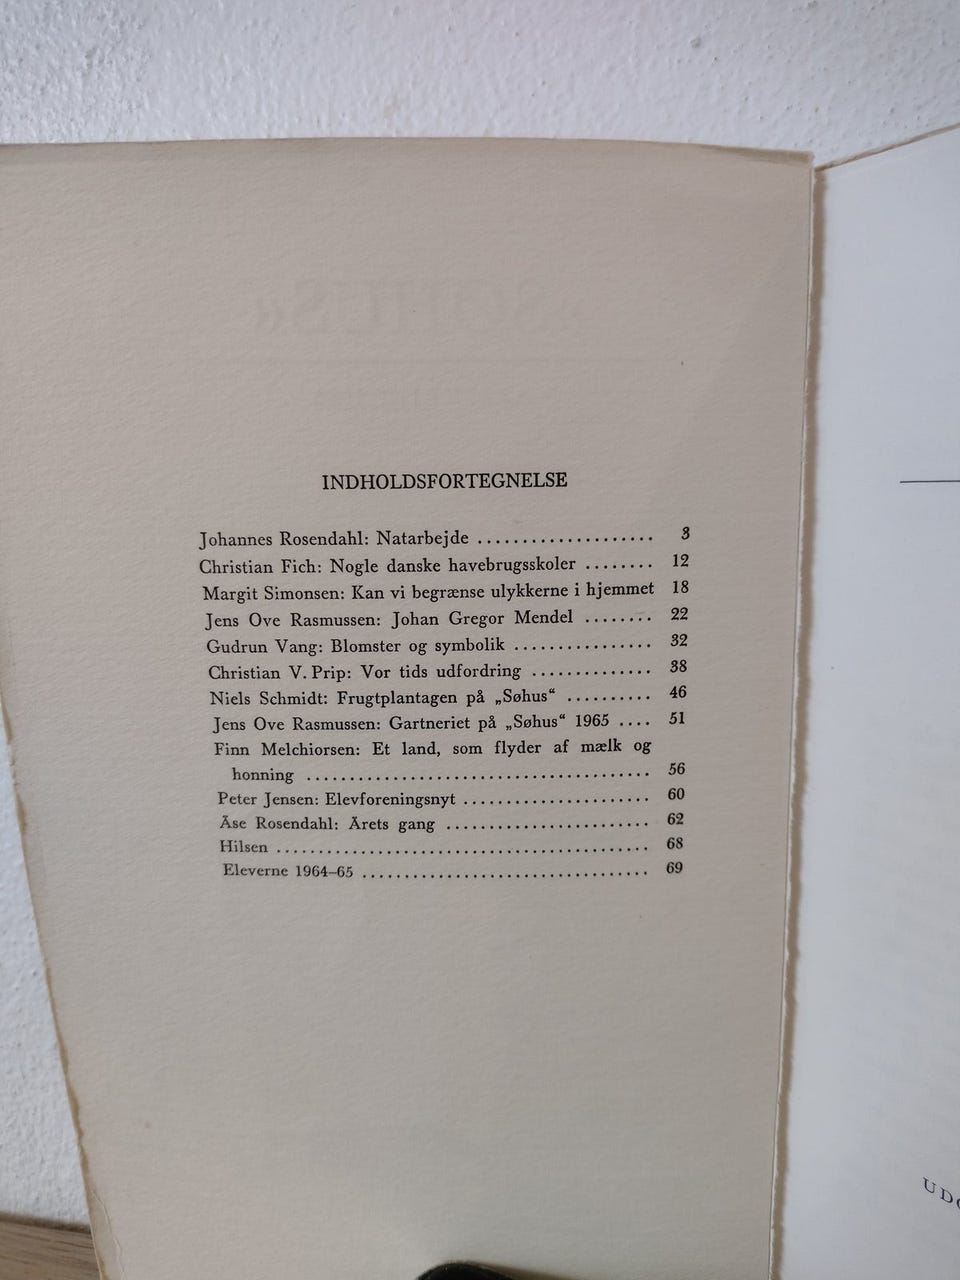 INDHOLDSFORTEGNELSE
Johannes Rosendahl: Natarbejde .................... 3
Christian Fich: Nogle danske havebrugsskoler ........ 12
Margit Simonsen: Kan vi begrænse ulykkerne i hjemmet 18
Jens Ove Rasmussen: Johan Gregor Mendel ........ 22
Gudrun Vang: Blomster og symbolik ................ 32
Christian V. Prip: Vor tids udfordring .............. 38
Niels Schmidt: Frugtplantagen på „Søhus“ .......... 46
Jens Ove Rasmussen: Gartneriet på „Søhus“ 1965 .... 51
Finn Melchiorsen: Et land, som flyder af mælk og
honning ........................................ 56
Peter Jensen: Elevforeningsnyt ...................... 60
Åse Rosendahl: Årets gang ........................ 62
Hilsen ............................................ 68
Eleverne 1964–65 .................................. 69